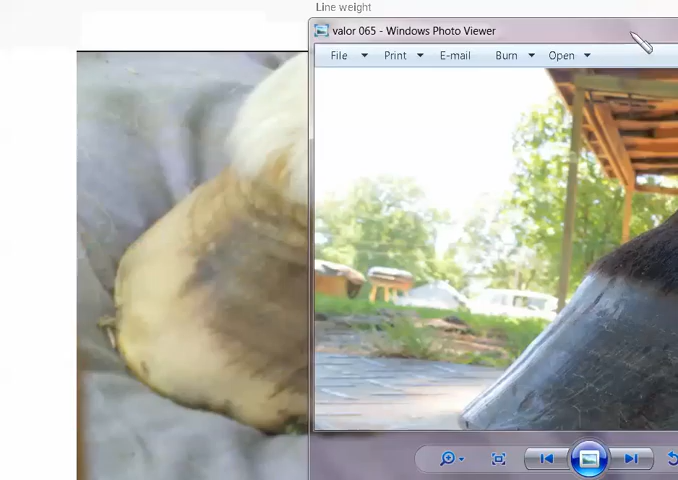 Line weight
valor 065 - Windows Photo Viewer
File Print E-mail Burn Open